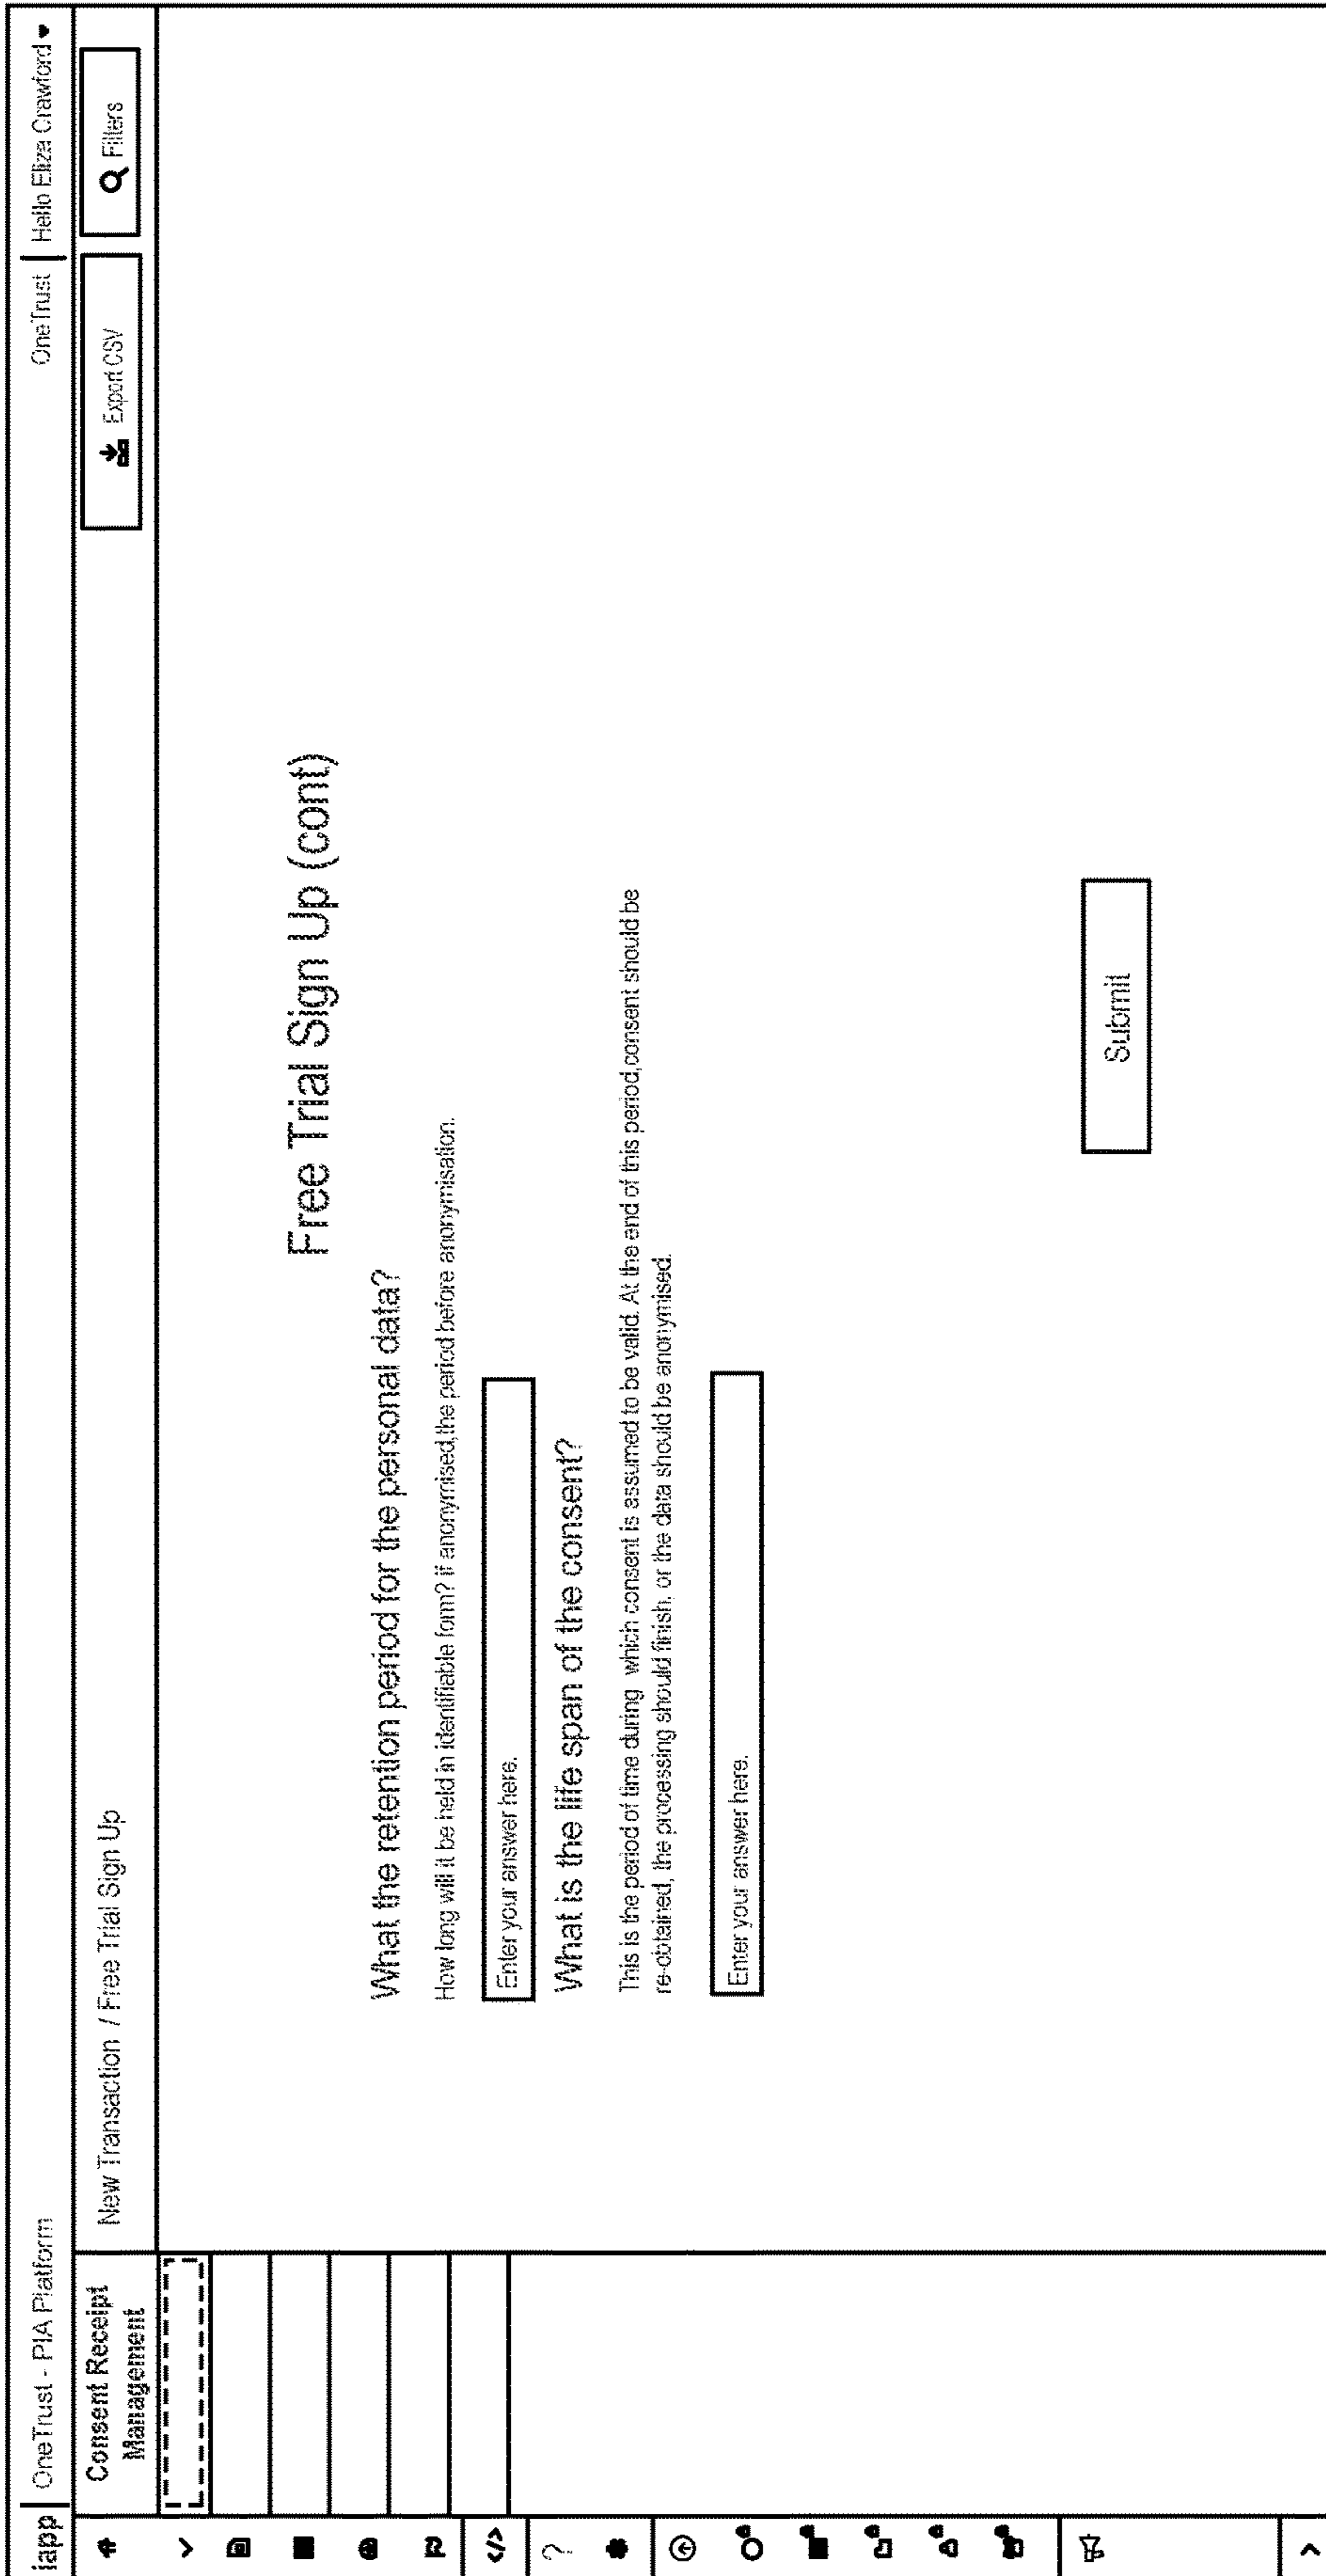 iapp OneTrust - PIA Platform OneTrust Hello Eliza Crawford
Consent Receipt
Management
New Transaction / Free Trial Sign Up
Export CSV
Filters
Free Trial Sign Up (cont)
What the retention period for the personal data?
How long will it be held in identifiable form? If anonymised,the period before anonymisation.
Enter your answer here.
What is the life span of the consent?
This is the period of time during which consent is assumed to be valid. At the end of this period,consent should be
re-obtained, the processing should finish, or the data should be anonymised.
Enter your answer here.
Submit